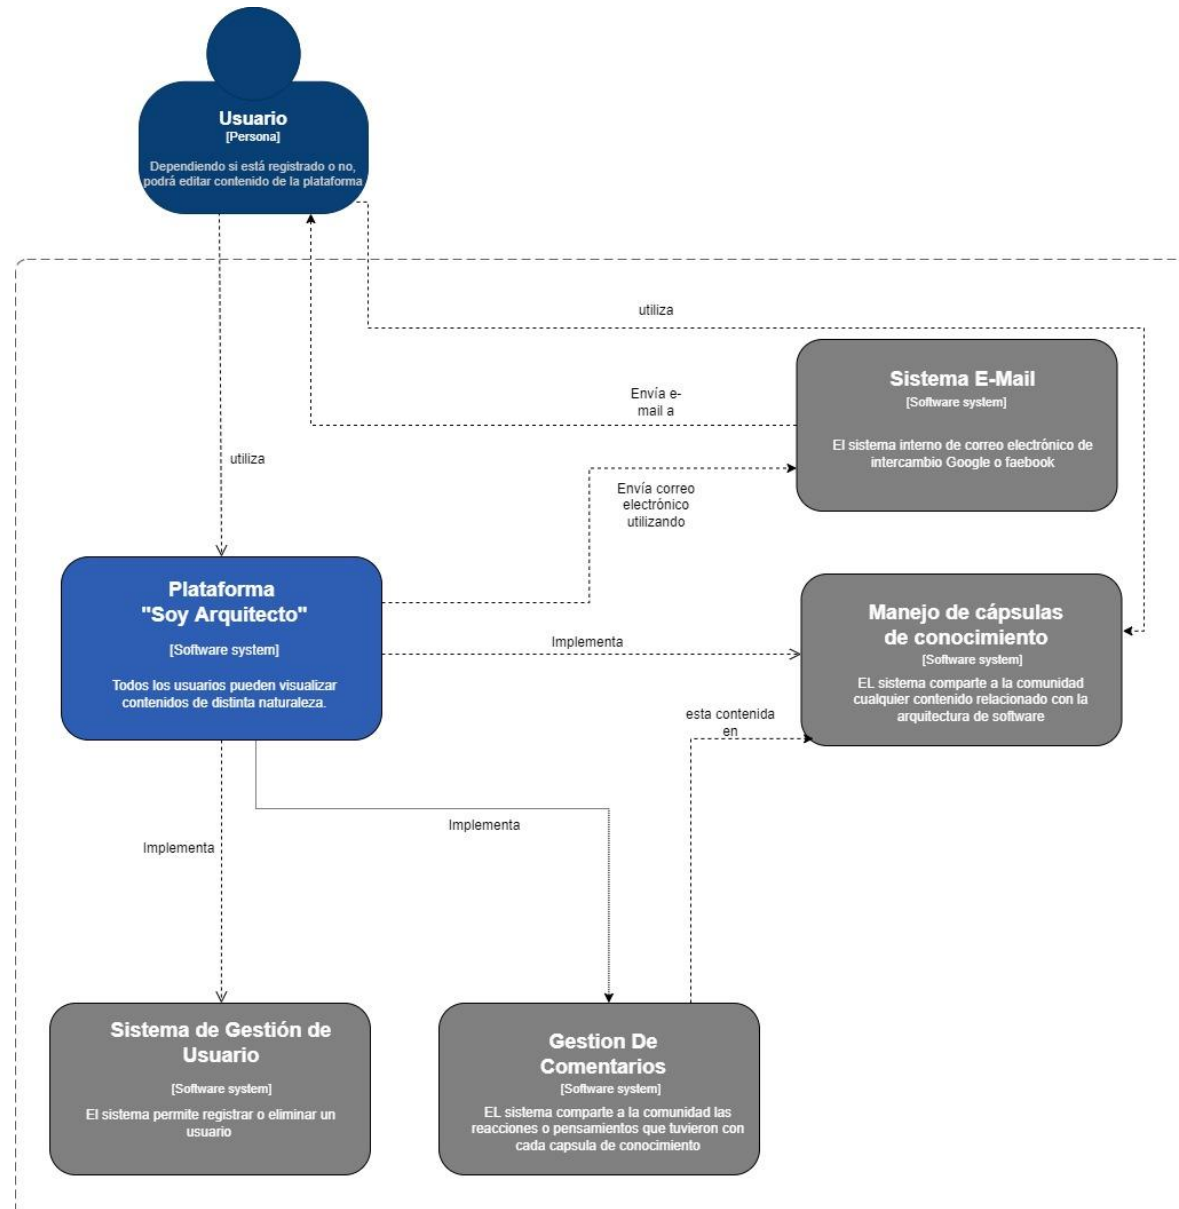 Usuario
[Persona]
Dependiendo si está registrado o no,
podrá editar contenido de la plataforma
utiliza
Sistema E-Mail
[Software system]
El sistema interno de correo electrónico de
intercambio Google o faebook
Envía e-
mail a
utiliza
Envía correo
electrónico
utilizando
Plataforma
"Soy Arquitecto"
[Software system]
Todos los usuarios pueden visualizar
contenidos de distinta naturaleza.
Implementa
Manejo de cápsulas
de conocimiento
[Software system]
EL sistema comparte a la comunidad
cualquier contenido relacionado con la
arquitectura de software
esta contenida
en
Implementa
Implementa
Sistema de Gestión de
Usuario
[Software system]
El sistema permite registrar o eliminar un
usuario
Gestion De
Comentarios
[Software system]
EL sistema comparte a la comunidad las
reacciones o pensamientos que tuvieron con
cada capsula de conocimiento